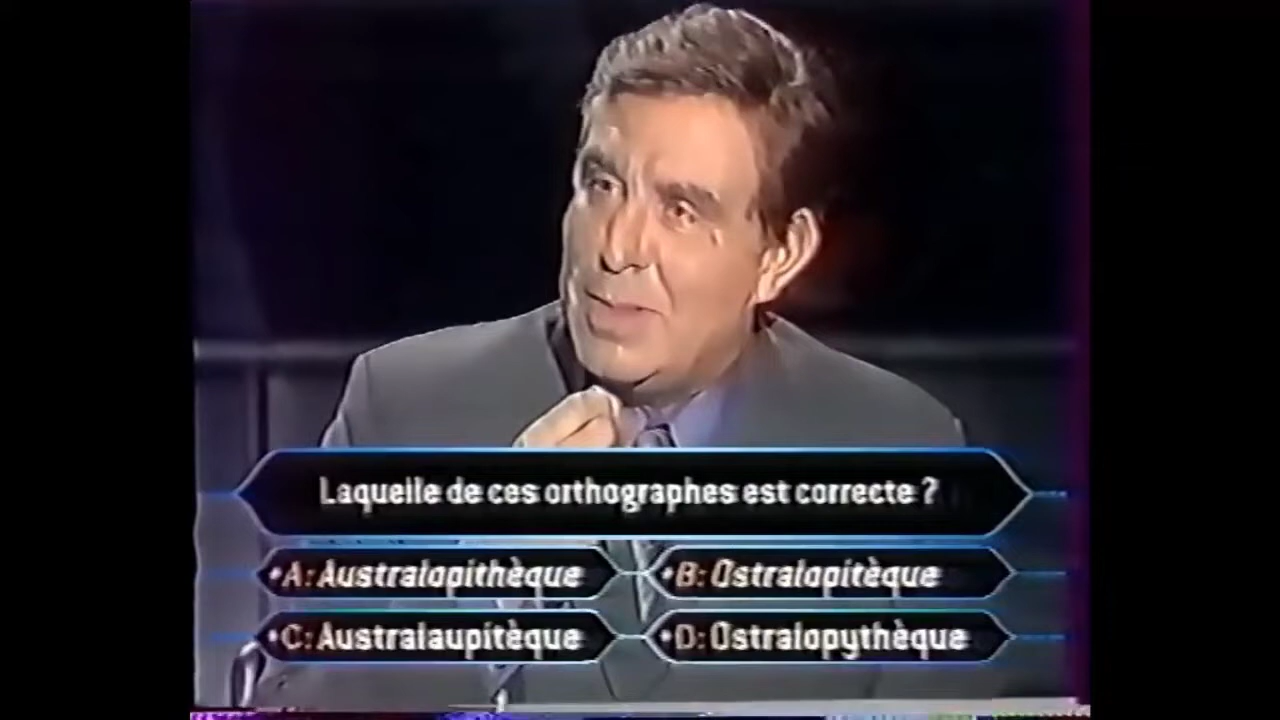 Laquelle de ces orthographes est correcte ?
A: Australopithèque
B: Ostralopitèque
C: Australaupitèque
D: Ostralopythèque